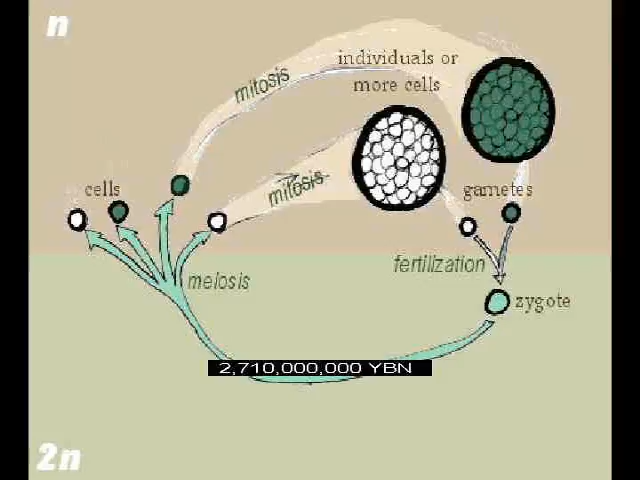 n
individuals or
more cells
mitosis
mitosis
cells
gametes
fertilization
meiosis
zygote
2,710,000,000 YBN
2n